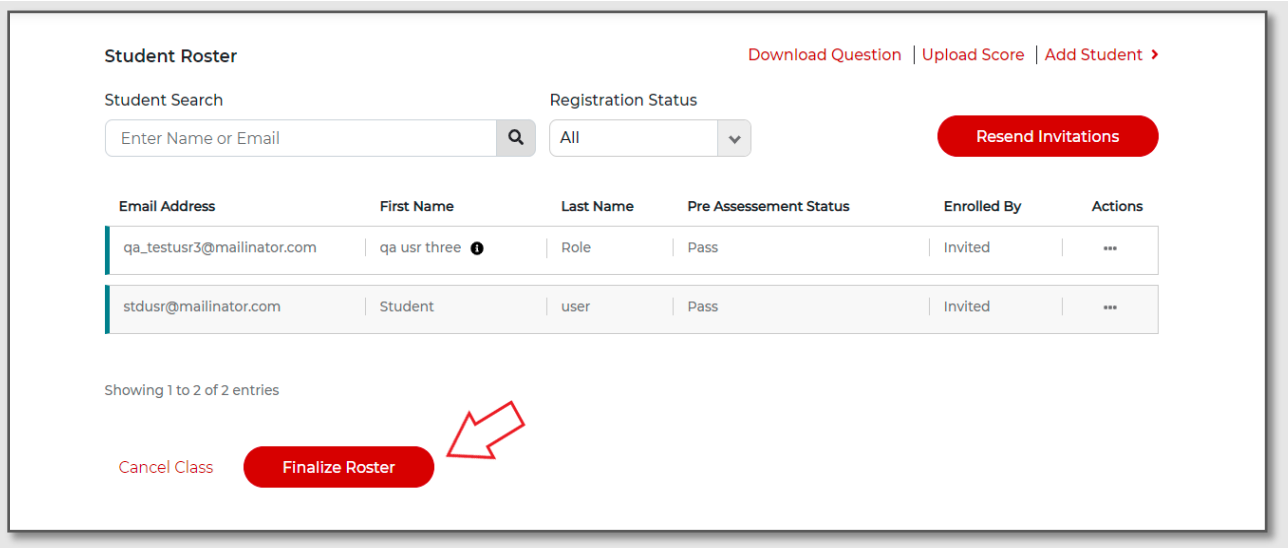 Student Roster
Download Question | Upload Score | Add Student >
Student Search
Registration Status
Enter Name or Email
All
Resend Invitations
Email Address First Name Last Name Pre Assessement Status Enrolled By Actions
qa_testusr3@mailinator.com qa usr three Role Pass Invited ...
stdusr@mailinator.com Student user Pass Invited ...
Showing 1 to 2 of 2 entries
Cancel Class
Finalize Roster